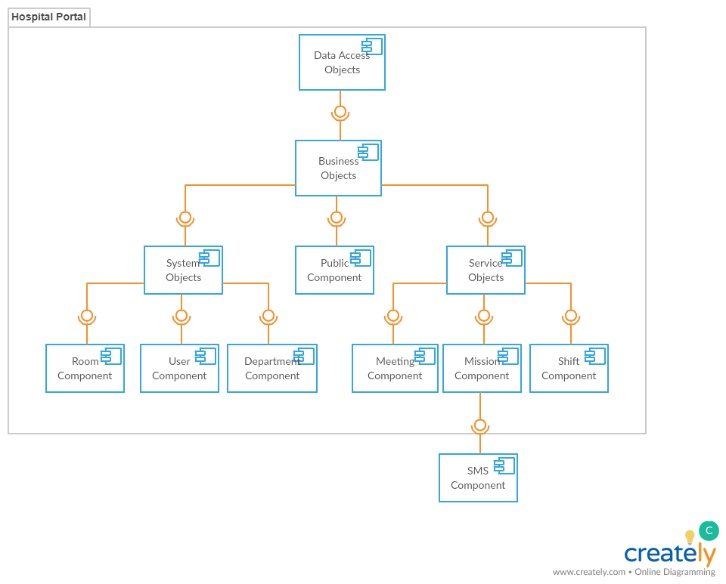 Hospital Portal
Data Access
Objects
Business
Objects
System
Objects
Public
Component
Service
Objects
Room
Component
User
Component
Department
Component
Meeting
Component
Mission
Component
Shift
Component
SMS
Component
C
creately
www.creately.com • Online Diagramming